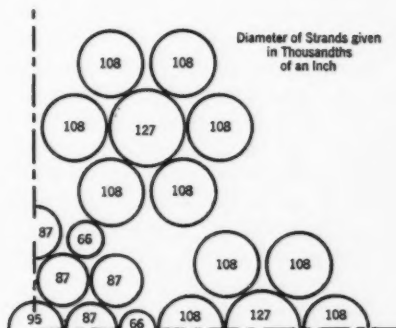 Diameter of Strands given
in Thousandths
of an Inch
108 108
108 127 108
108 108
87 66
87 87
108 108
95 87 66 108 127 108